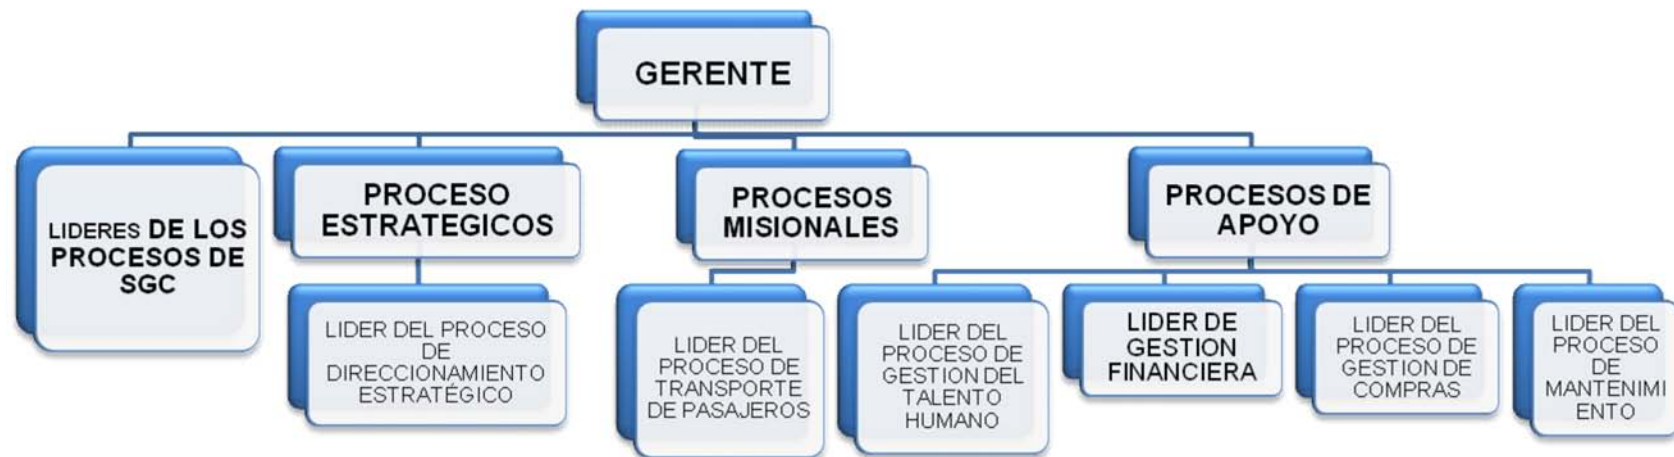 GERENTE
LIDERES DE LOS
PROCESOS DE
SGC
PROCESO
ESTRATEGICOS
PROCESOS
MISIONALES
PROCESOS DE
APOYO
LIDER DEL PROCESO
DE
DIRECCIONAMIENTO
ESTRATÉGICO
LIDER DEL
PROCESO DE
TRANSPORTE
DE PASAJEROS
LIDER DEL
PROCESO DE
GESTION DEL
TALENTO
HUMANO
LIDER DE
GESTION
FINANCIERA
LIDER DEL
PROCESO DE
GESTION DE
COMPRAS
LIDER DEL
PROCESO
DE
MANTENIMI
ENTO